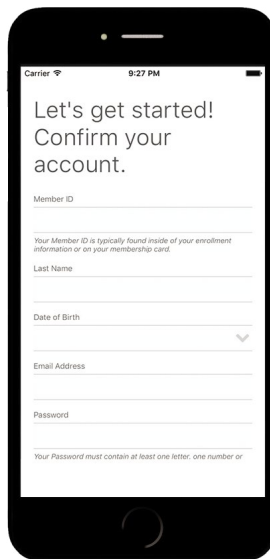 Carrier 9:27 PM
Let's get started!
Confirm your
account.
Member ID
Your Member ID is typically found inside of your enrollment
information or on your membership card.
Last Name
Date of Birth
Email Address
Password
Your Password must contain at least one letter, one number or